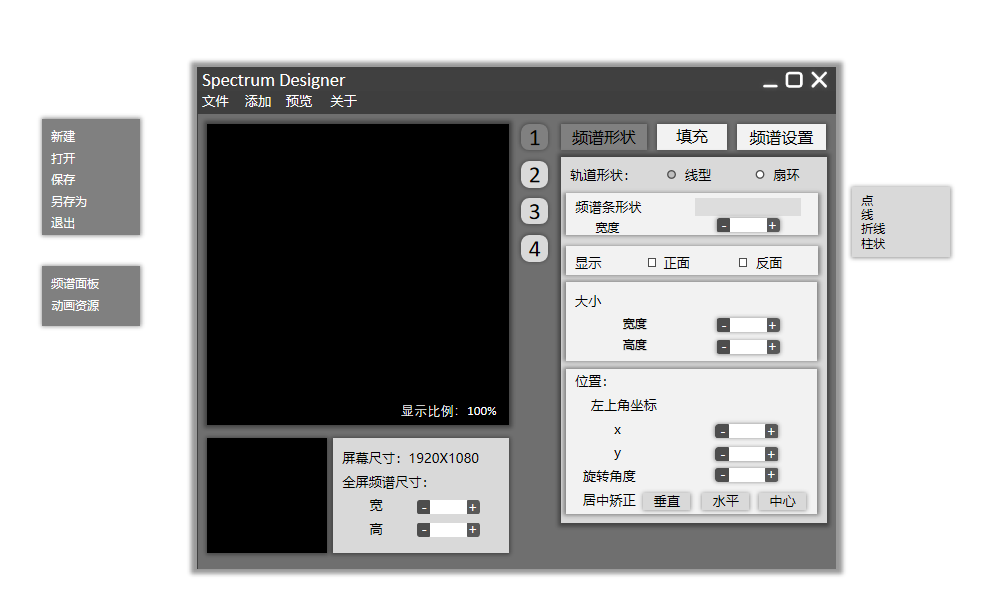 Spectrum Designer
文件 添加 预览 关于
新建
打开
保存
另存为
退出
频谱面板
动画资源
显示比例：100%
屏幕尺寸：1920X1080
全屏频谱尺寸：
宽 - +
高 - +
1
2
3
4
频谱形状 填充 频谱设置
轨道形状： 线型 扇环
频谱条形状
宽度 - +
显示 正面 反面
大小
宽度 - +
高度 - +
位置：
左上角坐标
x - +
y - +
旋转角度 - +
居中矫正 垂直 水平 中心
点
线
折线
柱状